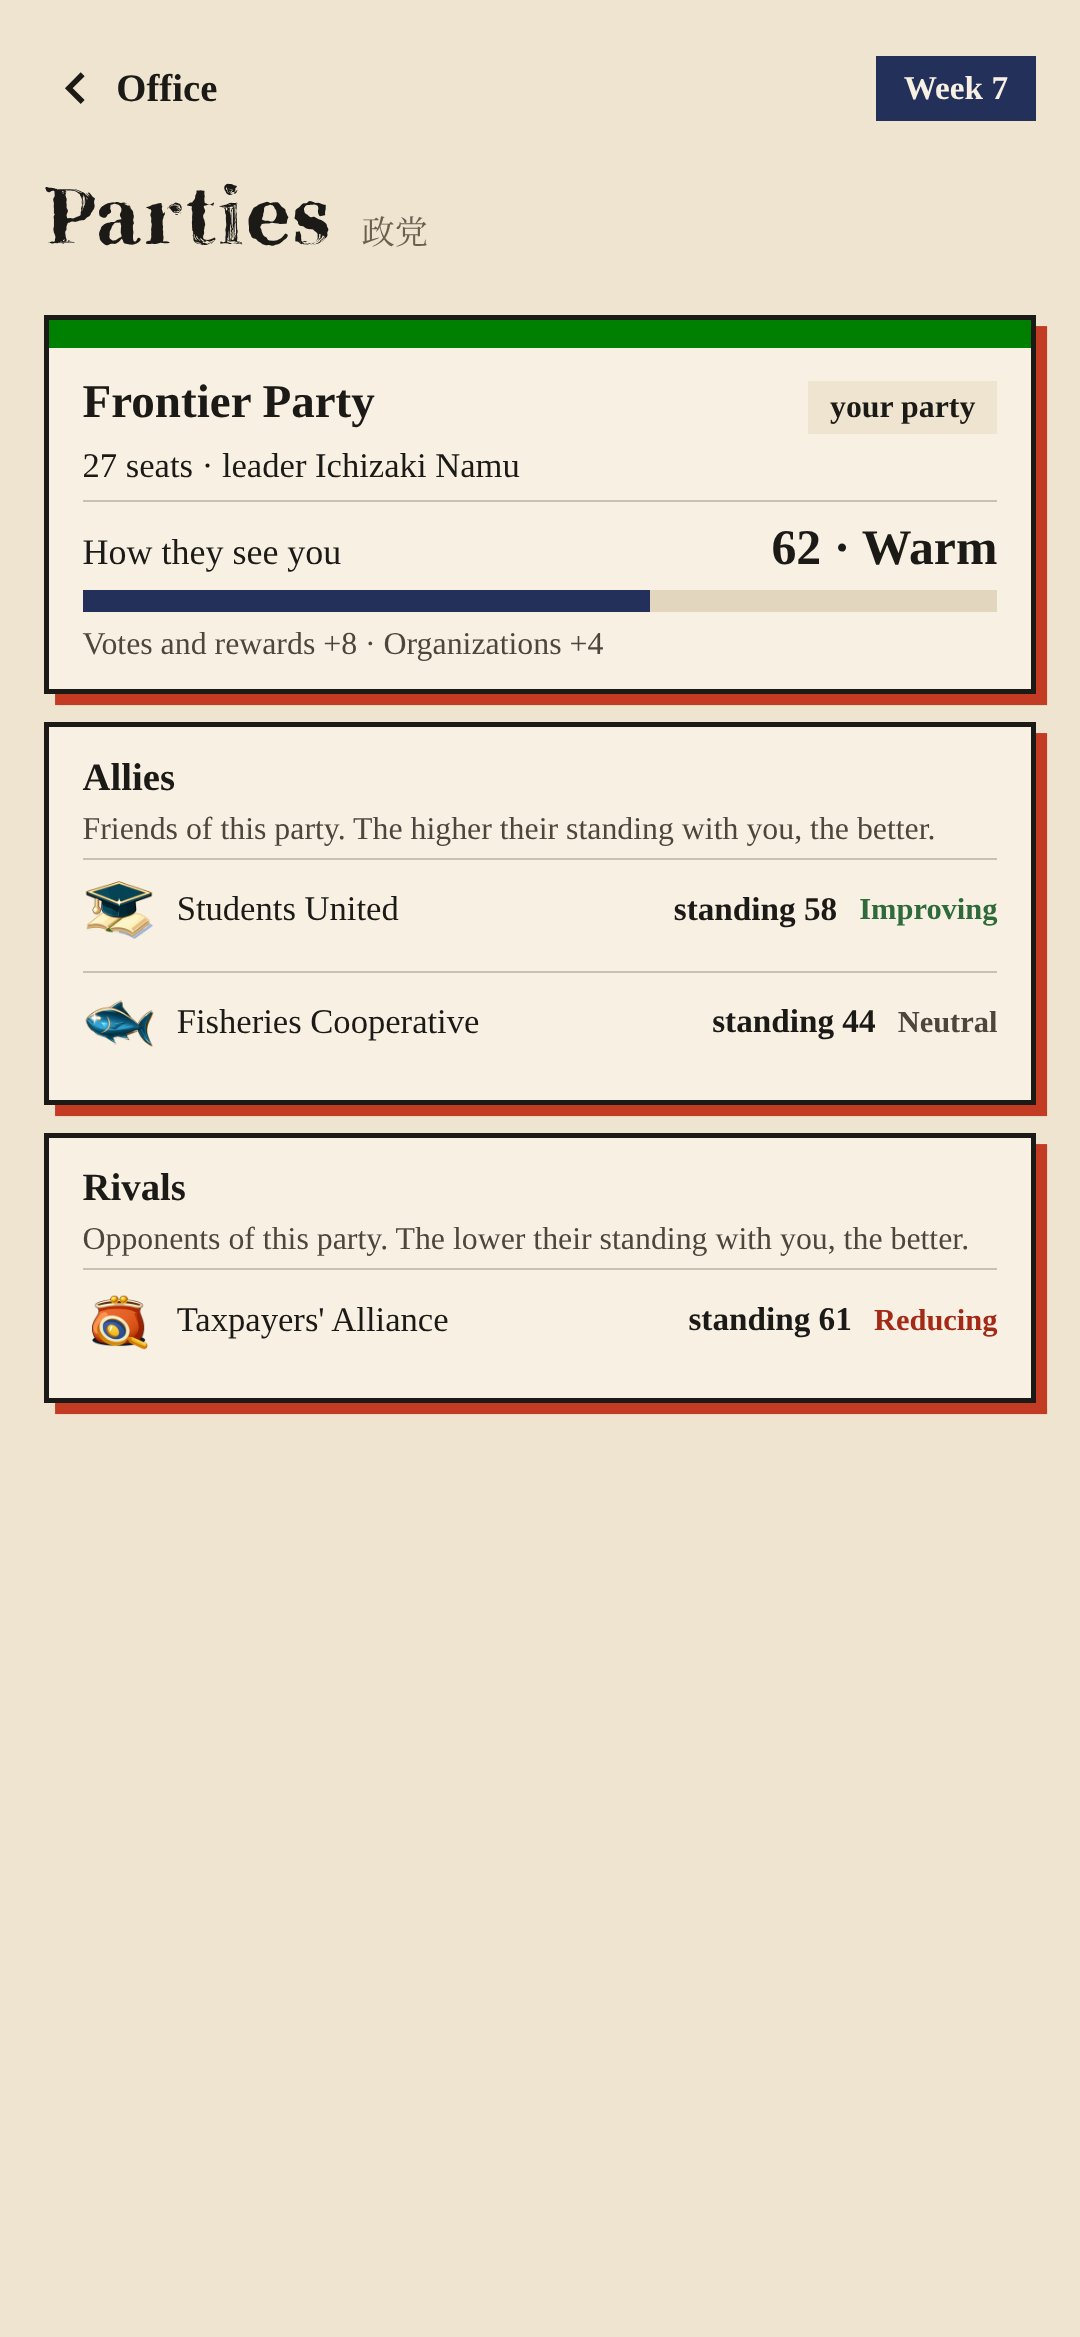 Office
Week 7
Parties 政党
Frontier Party
your party
27 seats · leader Ichizaki Namu
How they see you
62 · Warm
Votes and rewards +8 · Organizations +4
Allies
Friends of this party. The higher their standing with you, the better.
Students United
standing 58 Improving
Fisheries Cooperative
standing 44 Neutral
Rivals
Opponents of this party. The lower their standing with you, the better.
Taxpayers' Alliance
standing 61 Reducing